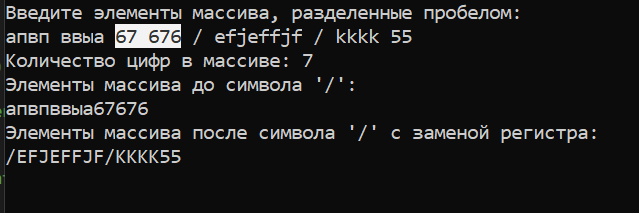 Введите элементы массива, разделенные пробелом:
апвп ввыа 67 676 / efjeffjf / kkkk 55
Количество цифр в массиве: 7
Элементы массива до символа '/':
апвпввыа67676
Элементы массива после символа '/' с заменой регистра:
/EFJEFFJF/KKKK55